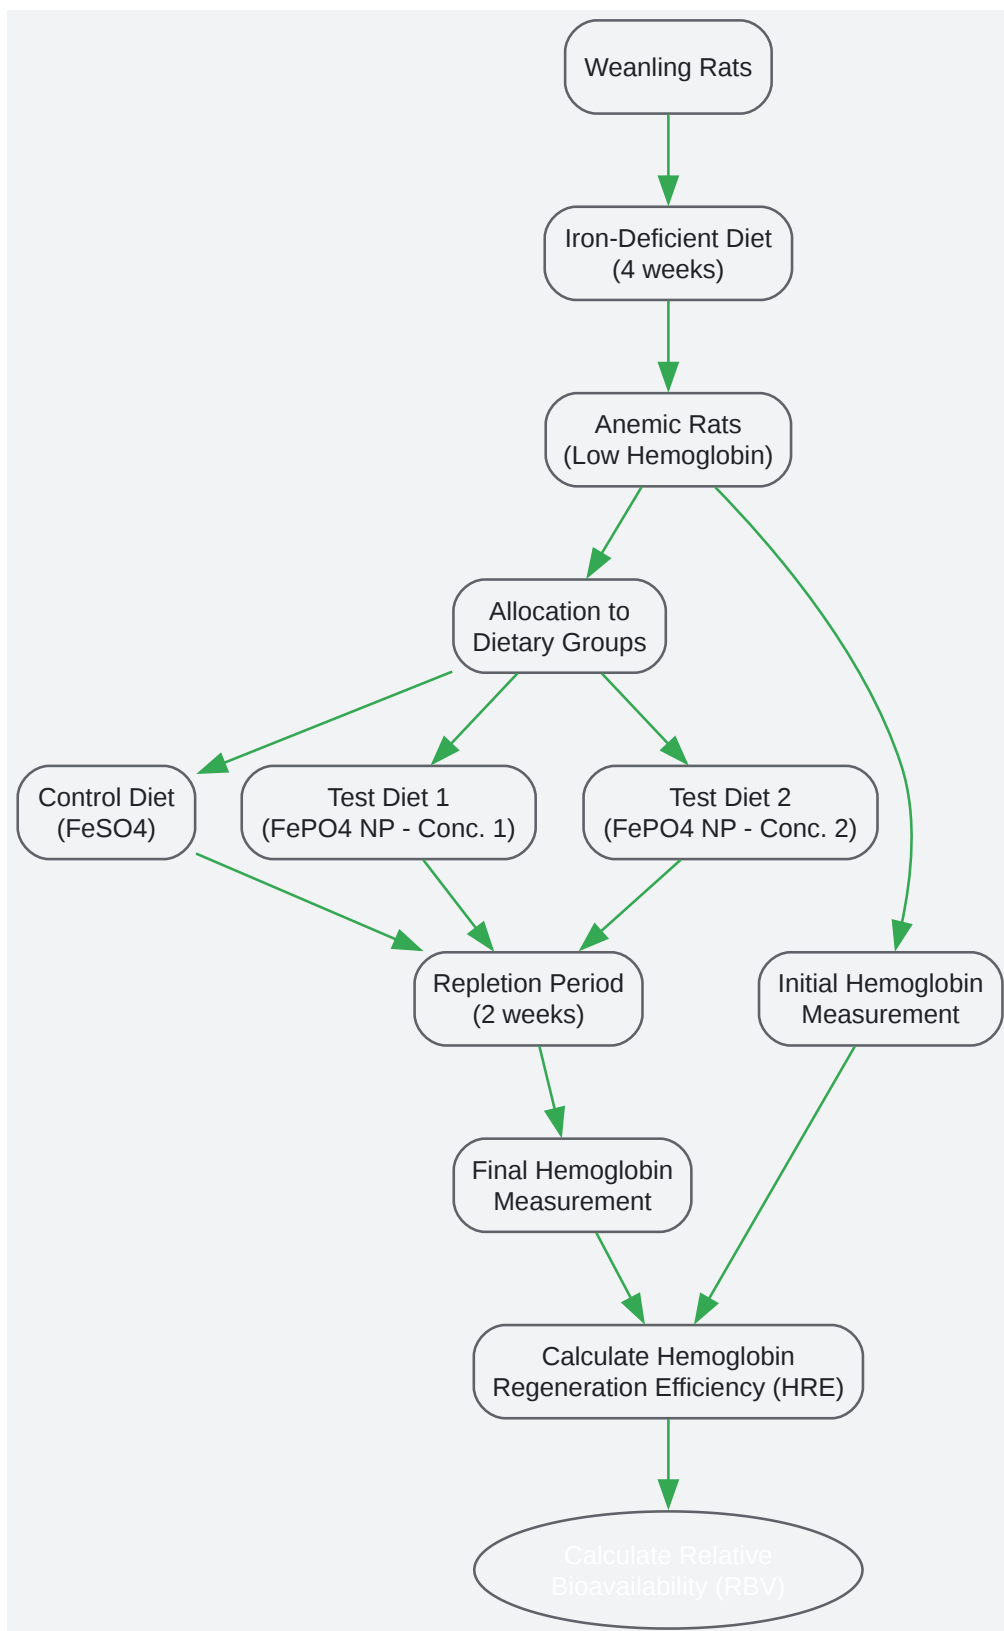 Weanling Rats
Iron-Deficient Diet
(4 weeks)
Anemic Rats
(Low Hemoglobin)
Allocation to
Dietary Groups
Control Diet
(FeSO4)
Test Diet 1
(FePO4 NP - Conc. 1)
Test Diet 2
(FePO4 NP - Conc. 2)
Repletion Period
(2 weeks)
Initial Hemoglobin
Measurement
Final Hemoglobin
Measurement
Calculate Hemoglobin
Regeneration Efficiency (HRE)
Calculate Relative
Bioavailability (RBV)